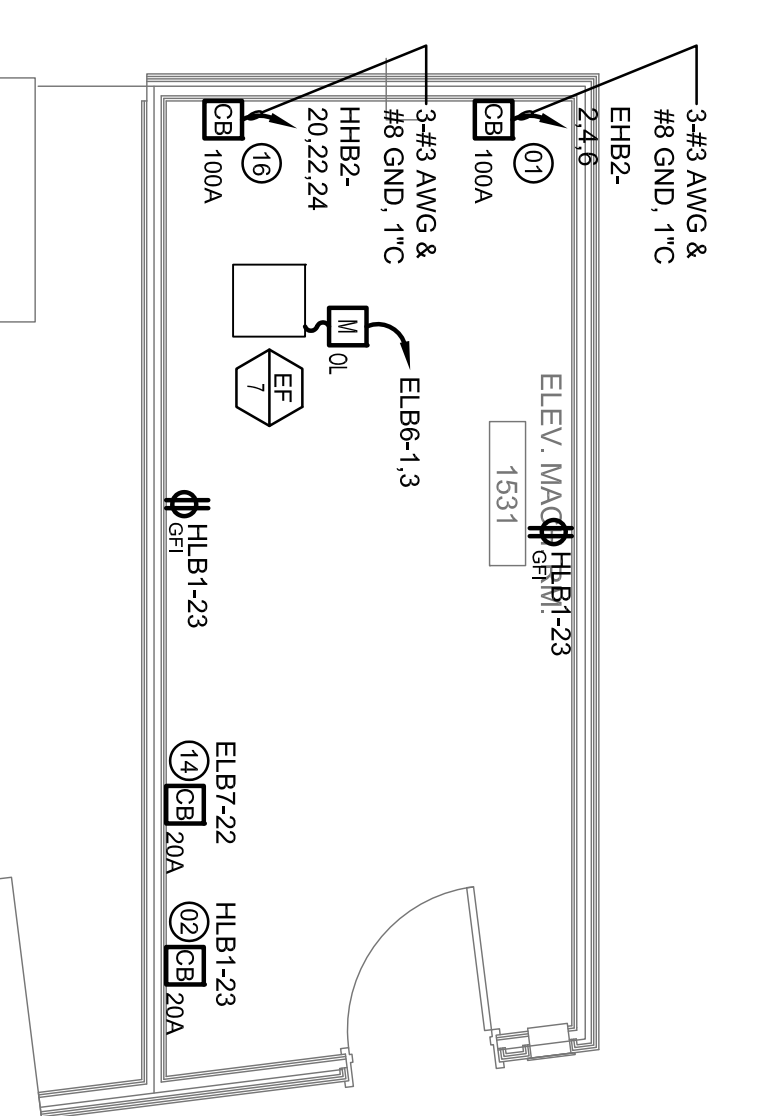 3-#3 AWG &
#8 GND, 1"C
EHB2-
2,4,6
CB
01
100A
3-#3 AWG &
#8 GND, 1"C
HHB2-
20,22,24
CB
16
100A
M
OL
ELB6-1,3
EF
7
ELEV. MACH. RM.
1531
HLB1-23
GFI
HLB1-23
GFI
ELB7-22
14
CB
20A
HLB1-23
02
CB
20A